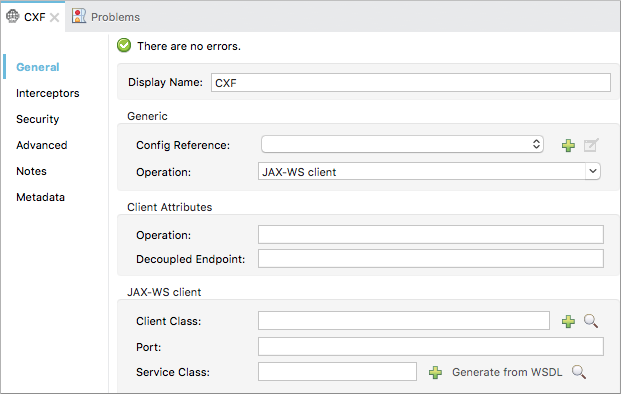 CXF Problems
There are no errors.
General
Interceptors
Security
Advanced
Notes
Metadata
Display Name: CXF
Generic
Config Reference:
Operation: JAX-WS client
Client Attributes
Operation:
Decoupled Endpoint:
JAX-WS client
Client Class:
Port:
Service Class: Generate from WSDL